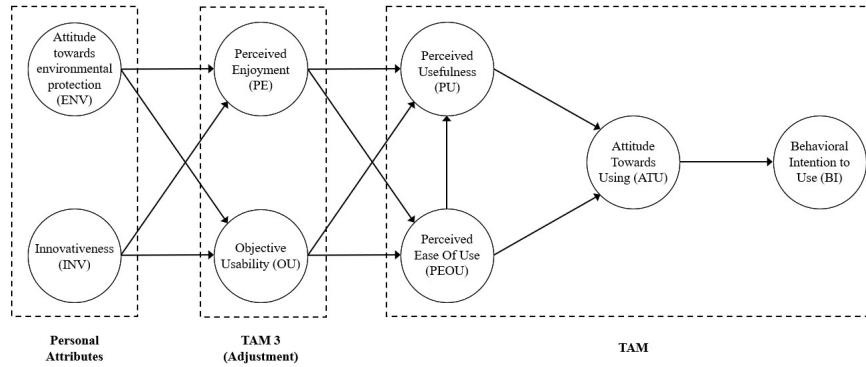 Attitude
towards
environmental
protection
(ENV)
Perceived
Enjoyment
(PE)
Perceived
Usefulness
(PU)
Attitude
Towards
Using (ATU)
Behavioral
Intention to
Use (BI)
Innovativeness
(INV)
Objective
Usability (OU)
Perceived
Ease Of Use
(PEOU)
Personal
Attributes
TAM 3
(Adjustment)
TAM